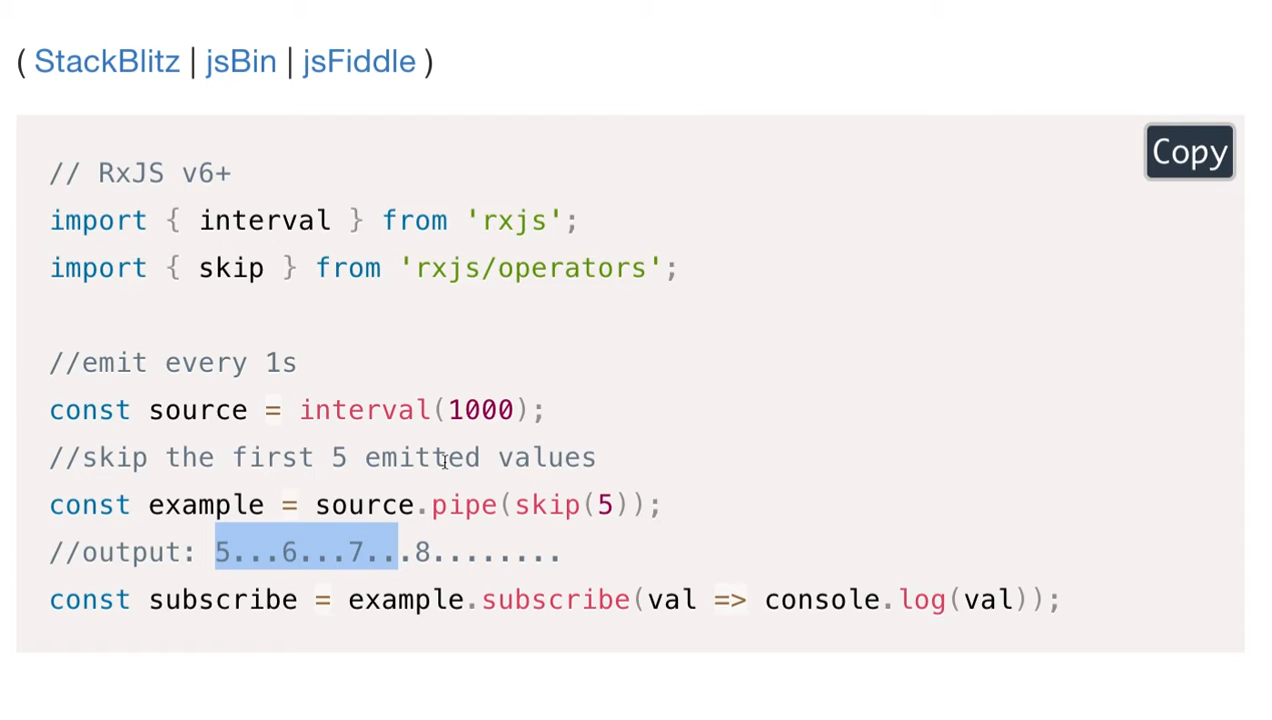 ( StackBlitz | jsBin | jsFiddle )
Copy
// RxJS v6+
import { interval } from 'rxjs';
import { skip } from 'rxjs/operators';
//emit every 1s
const source = interval(1000);
//skip the first 5 emitted values
const example = source.pipe(skip(5));
//output: 5...6...7...8........
const subscribe = example.subscribe(val => console.log(val));